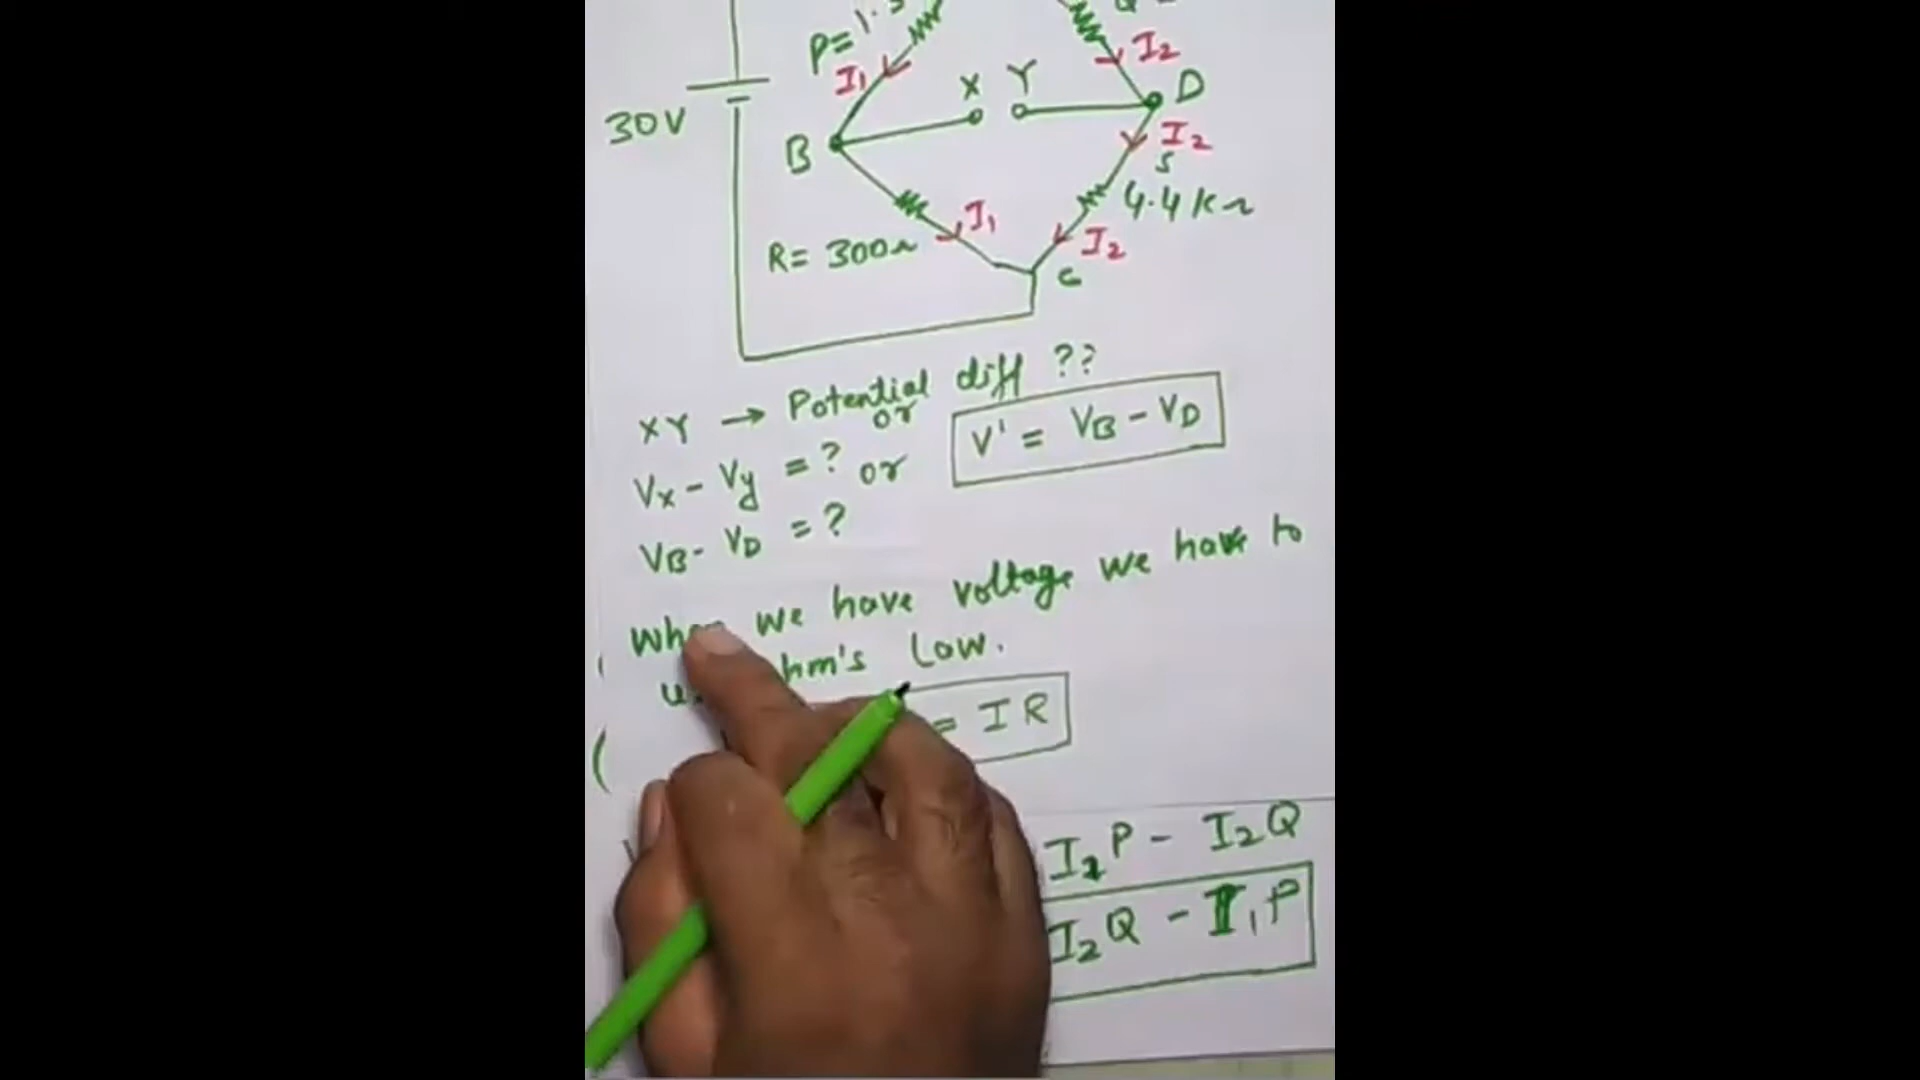 P= 1.
I1
I2
X Y
D
30V
B
I2
S
4.4 kΩ
I1
I2
R= 300Ω
C
XY → Potential diff ??
or
Vx - Vy = ? or
V' = VB - VD
VB - VD = ?
When we have voltage we have to
hm's Low.
= IR
I2P - I2Q
I2Q - I1P